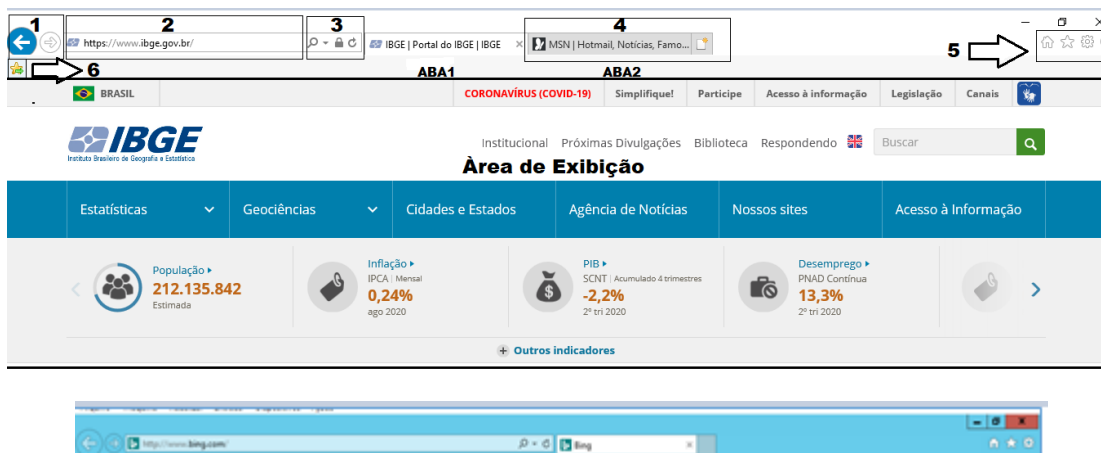 1 2 3 4
https://www.ibge.gov.br/ IBGE | Portal do IBGE | IBGE × MSN | Hotmail, Notícias, Famo...
5
6 ABA1 ABA2
BRASIL CORONAVÍRUS (COVID-19) Simplifique! Participe Acesso à informação Legislação Canais
IBGE Institucional Próximas Divulgações Biblioteca Respondendo Buscar
Instituto Brasileiro de Geografia e Estatística
Àrea de Exibição
Estatísticas Geociências Cidades e Estados Agência de Notícias Nossos sites Acesso à Informação
População Inflação PIB Desemprego
212.135.842 IPCA | Mensal SCNT | Acumulado 4 trimestres PNAD Contínua
Estimada 0,24% -2,2% 13,3%
ago 2020 2º tri 2020 2º tri 2020
+ Outros indicadores
http://www.bing.com/ Bing ×